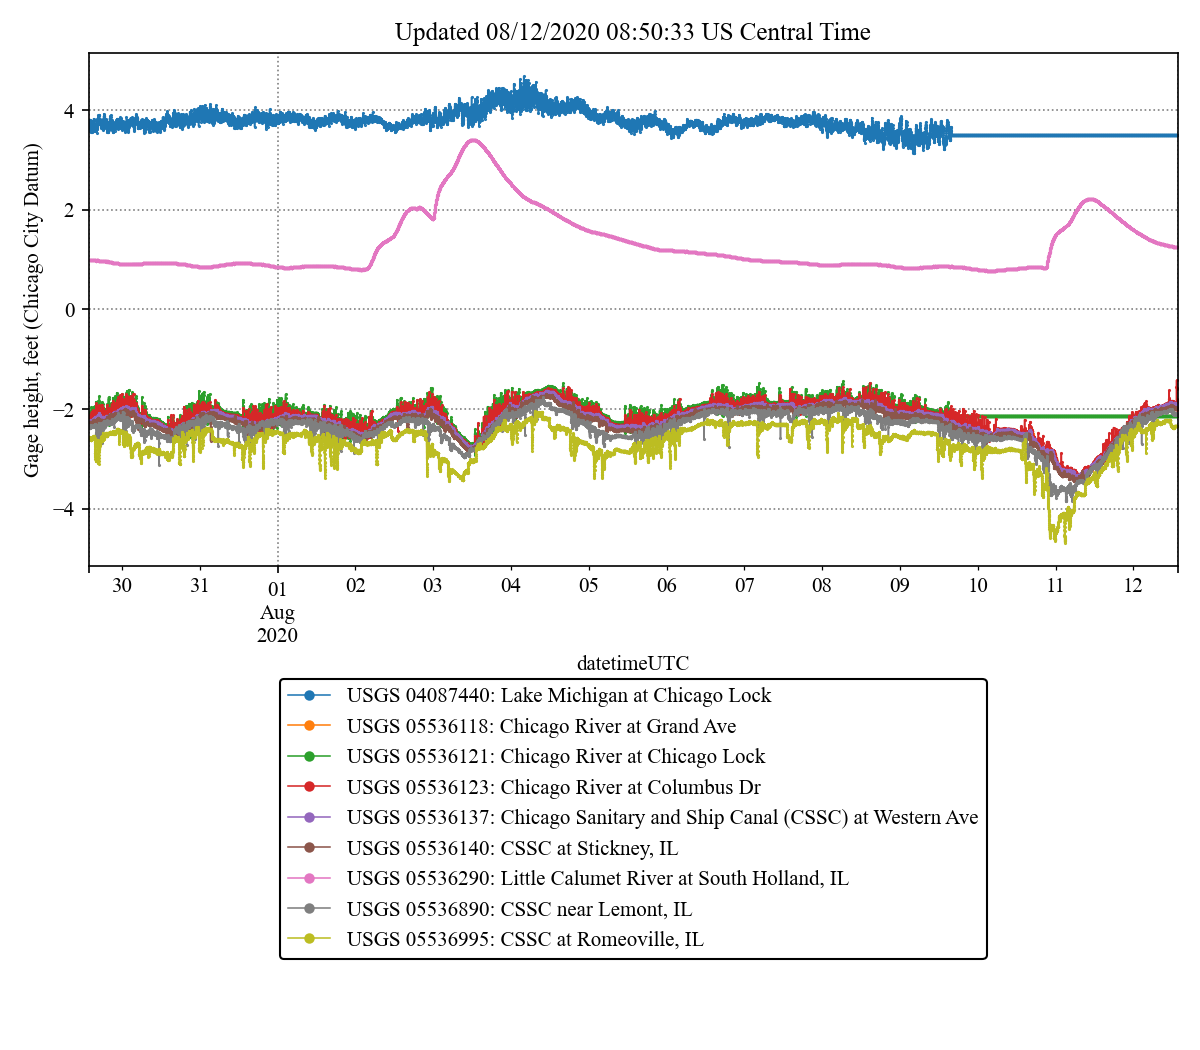 Updated 08/12/2020 08:50:33 US Central Time
Gage height, feet (Chicago City Datum)
4
2
0
−2
−4
30 31 01 02 03 04 05 06 07 08 09 10 11 12
Aug
2020
datetimeUTC
USGS 04087440: Lake Michigan at Chicago Lock
USGS 05536118: Chicago River at Grand Ave
USGS 05536121: Chicago River at Chicago Lock
USGS 05536123: Chicago River at Columbus Dr
USGS 05536137: Chicago Sanitary and Ship Canal (CSSC) at Western Ave
USGS 05536140: CSSC at Stickney, IL
USGS 05536290: Little Calumet River at South Holland, IL
USGS 05536890: CSSC near Lemont, IL
USGS 05536995: CSSC at Romeoville, IL